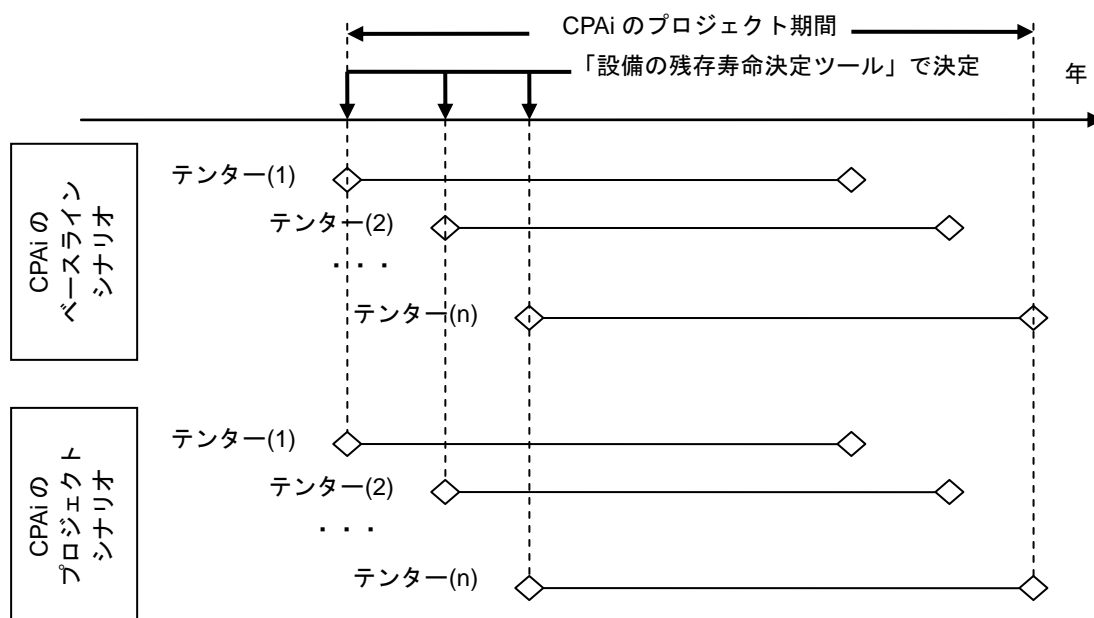 CPAi のプロジェクト期間
「設備の残存寿命決定ツール」で決定
年
CPAi の
ベースライン
シナリオ
テンター(1)
テンター(2)
・・・
テンター(n)
CPAi の
プロジェクト
シナリオ
テンター(1)
テンター(2)
・・・
テンター(n)